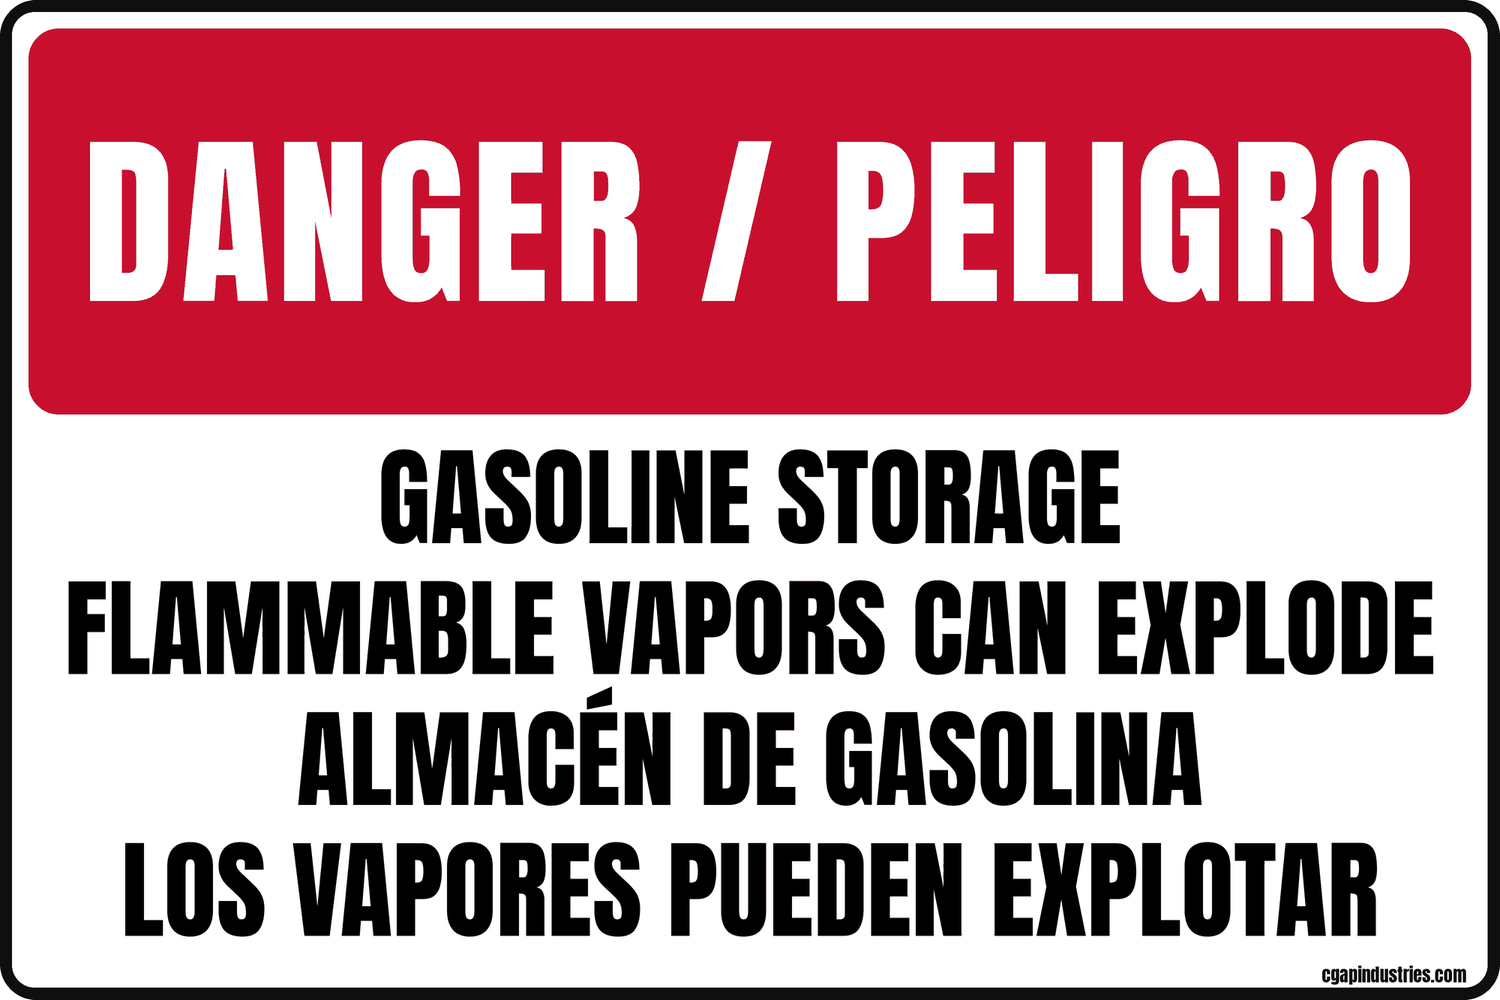 DANGER / PELIGRO
GASOLINE STORAGE
FLAMMABLE VAPORS CAN EXPLODE
ALMACÉN DE GASOLINA
LOS VAPORES PUEDEN EXPLOTAR
cgapindustries.com